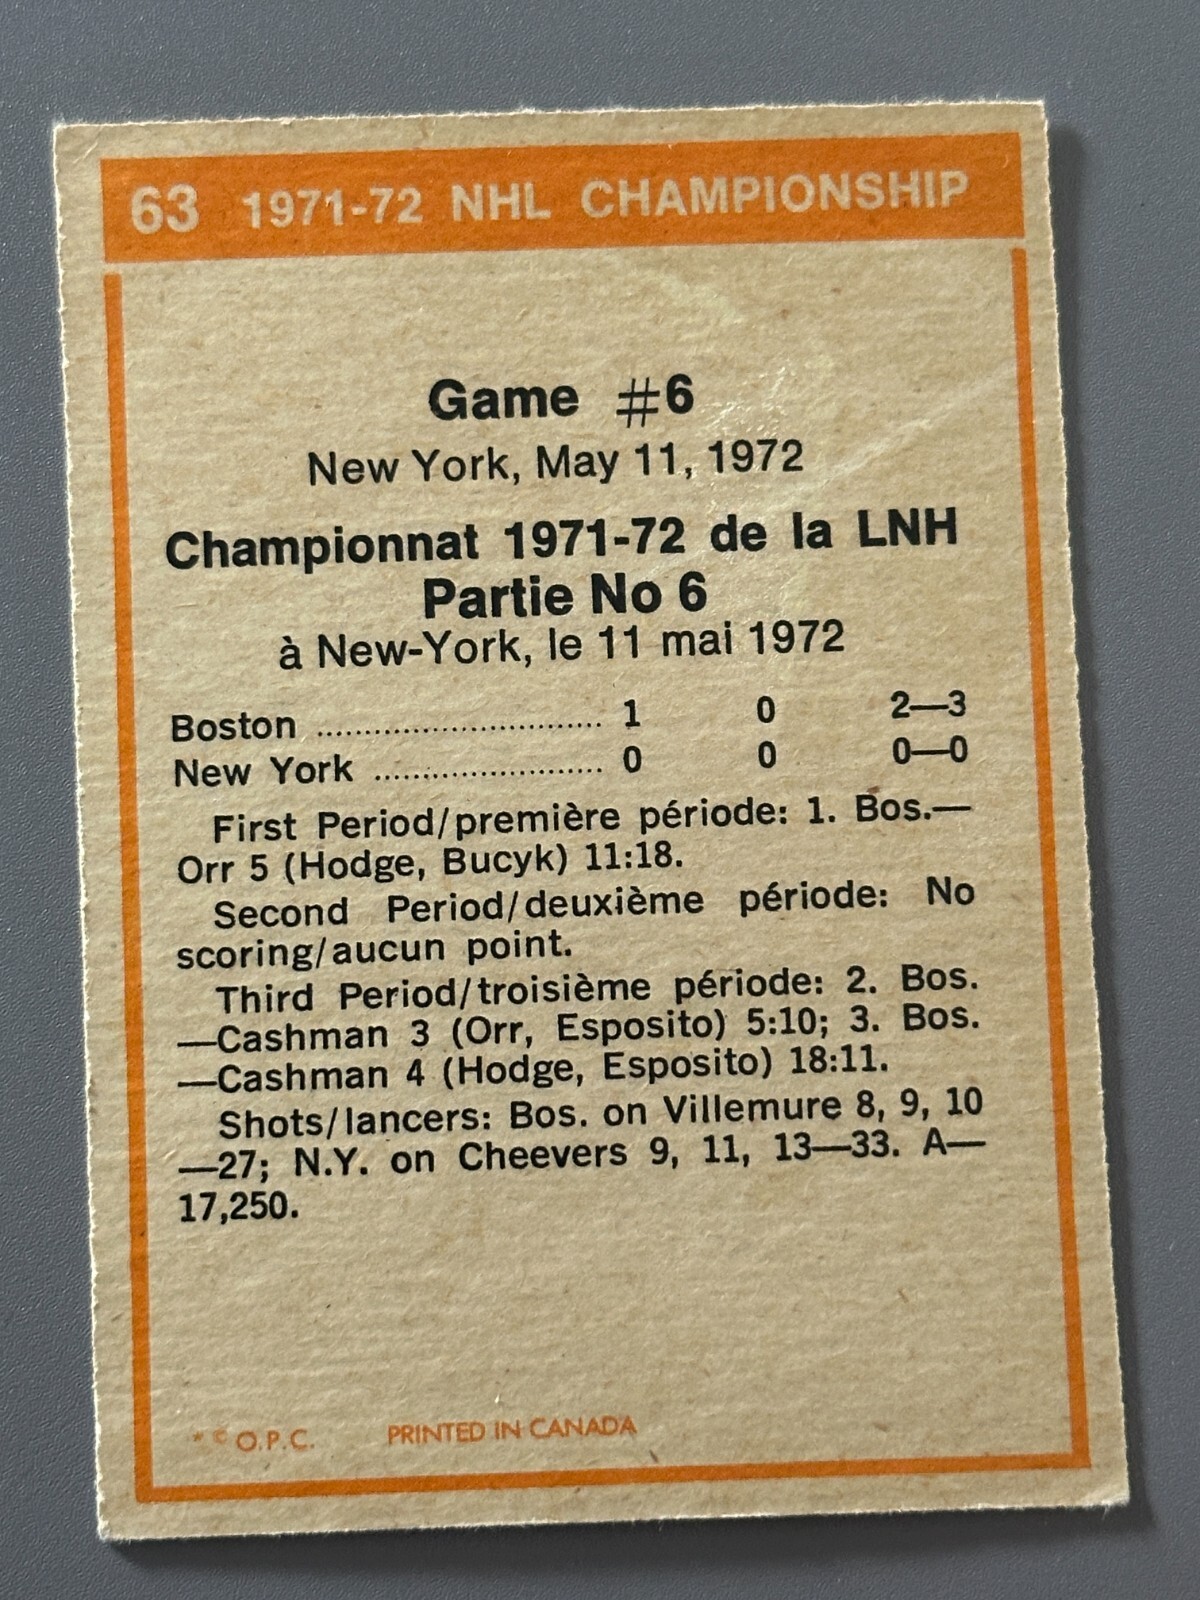 63 1971-72 NHL CHAMPIONSHIP
Game #6
New York, May 11, 1972
Championnat 1971-72 de la LNH
Partie No 6
à New-York, le 11 mai 1972
Boston .............................. 1 0 2—3
New York ........................ 0 0 0—0
First Period/première période: 1. Bos.—
Orr 5 (Hodge, Bucyk) 11:18.
Second Period/deuxième période: No
scoring/aucun point.
Third Period/troisième période: 2. Bos.
—Cashman 3 (Orr, Esposito) 5:10; 3. Bos.
—Cashman 4 (Hodge, Esposito) 18:11.
Shots/lancers: Bos. on Villemure 8, 9, 10
—27; N.Y. on Cheevers 9, 11, 13—33. A—
17,250.
* © O.P.C. PRINTED IN CANADA